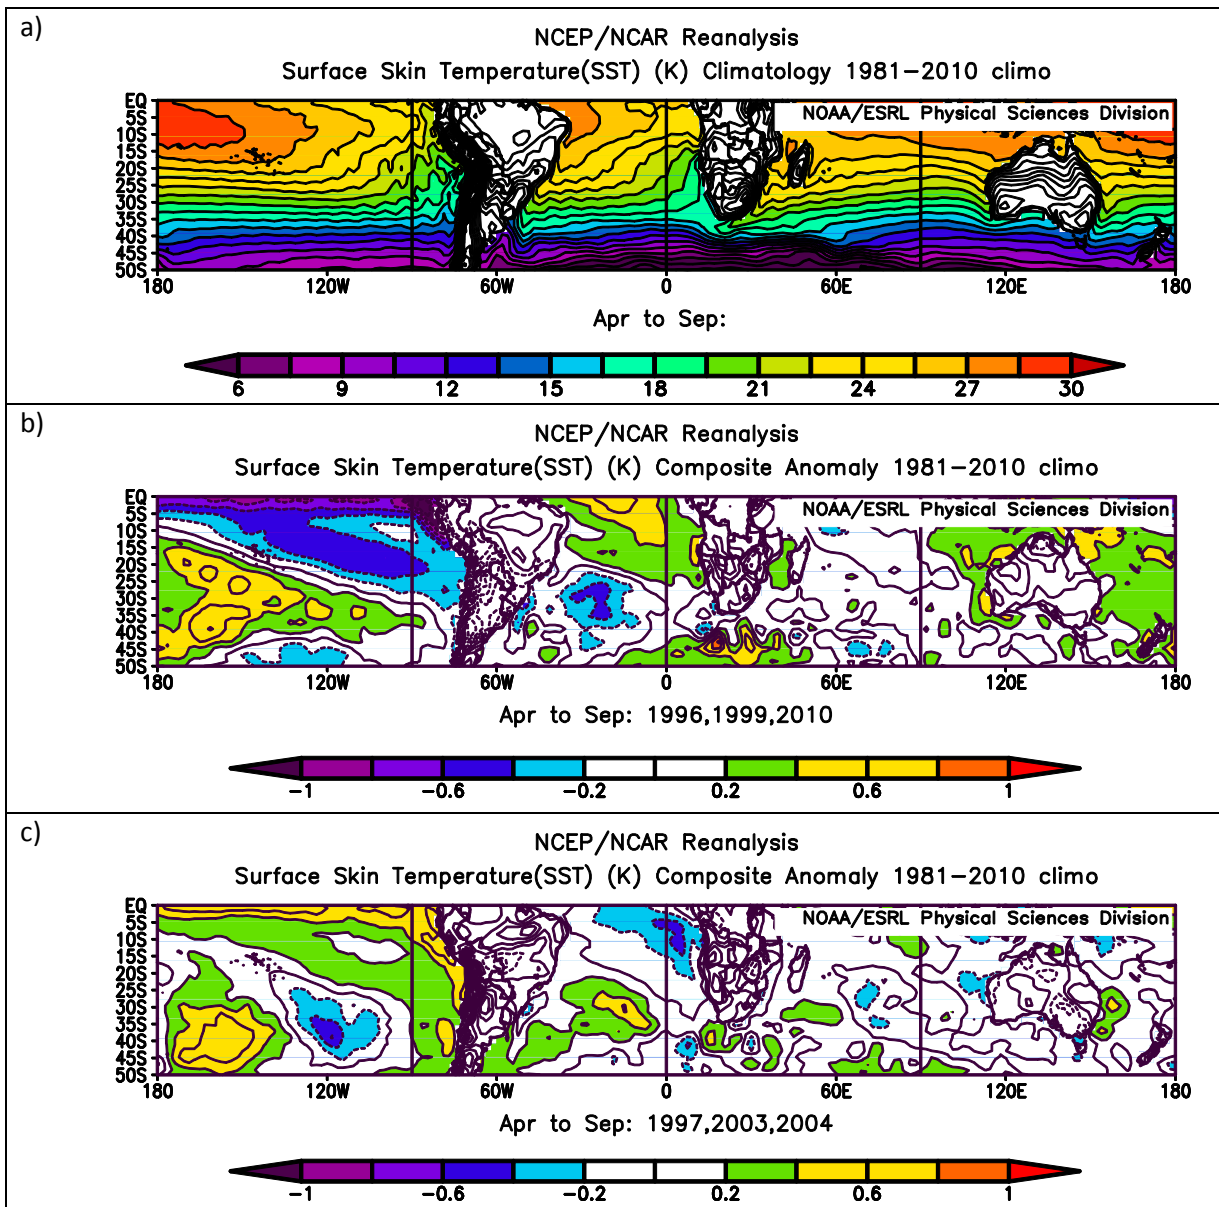 a)
NCEP/NCAR Reanalysis
Surface Skin Temperature(SST) (K) Climatology 1981-2010 climo
NOAA/ESRL Physical Sciences Division
EQ
5S
10S
15S
20S
25S
30S
35S
40S
45S
50S
180 120W 60W 0 60E 120E 180
Apr to Sep:
6 9 12 15 18 21 24 27 30
b)
NCEP/NCAR Reanalysis
Surface Skin Temperature(SST) (K) Composite Anomaly 1981-2010 climo
NOAA/ESRL Physical Sciences Division
EQ
5S
10S
15S
20S
25S
30S
35S
40S
45S
50S
180 120W 60W 0 60E 120E 180
Apr to Sep: 1996,1999,2010
-1 -0.6 -0.2 0.2 0.6 1
c)
NCEP/NCAR Reanalysis
Surface Skin Temperature(SST) (K) Composite Anomaly 1981-2010 climo
NOAA/ESRL Physical Sciences Division
EQ
5S
10S
15S
20S
25S
30S
35S
40S
45S
50S
180 120W 60W 0 60E 120E 180
Apr to Sep: 1997,2003,2004
-1 -0.6 -0.2 0.2 0.6 1